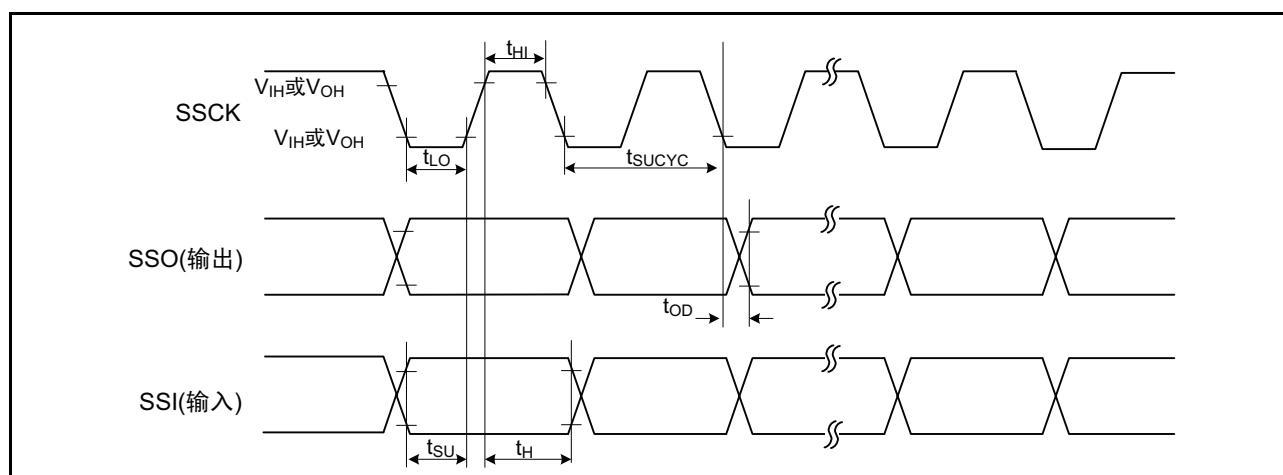 tHI
VIH或VOH
SSCK
VIH或VOH
tLO
tSUCYC
SSO(输出)
tOD
SSI(输入)
tSU
tH